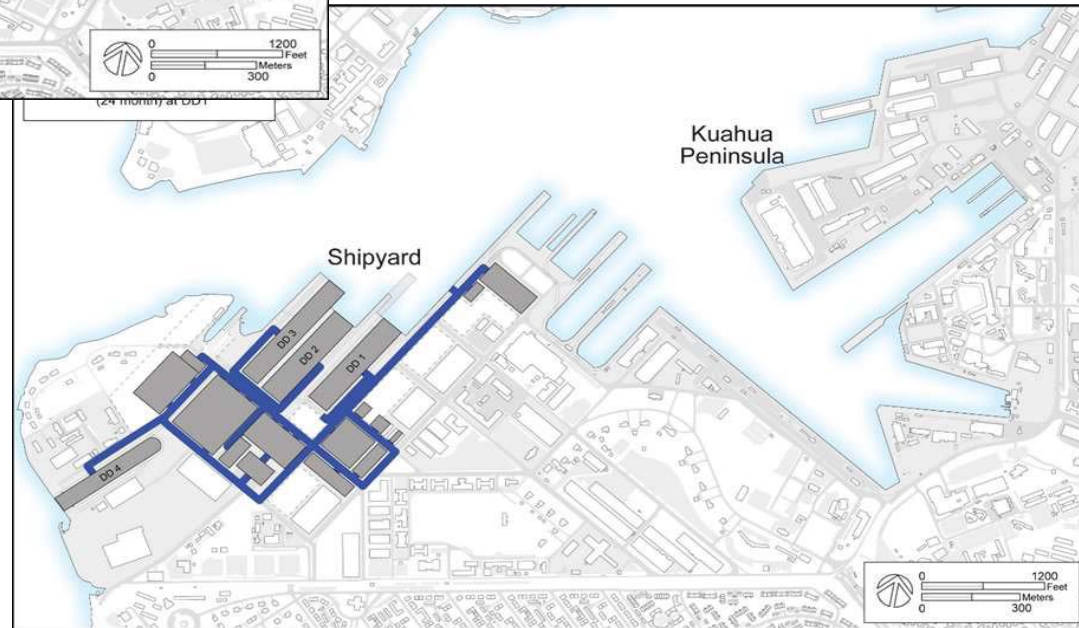 0 1200
Feet
Meters
0 300
(24 month) at DD1
Kuahua
Peninsula
Shipyard
DD 3
DD 2
DD 1
DD 4
0 1200
Feet
Meters
0 300